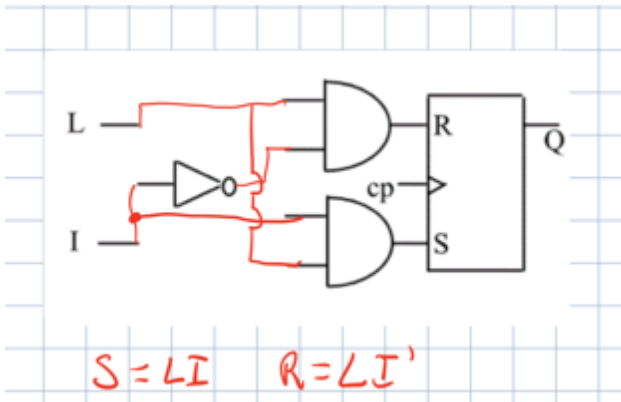 L
R
Q
cp
I
S
S = LI R = LI'